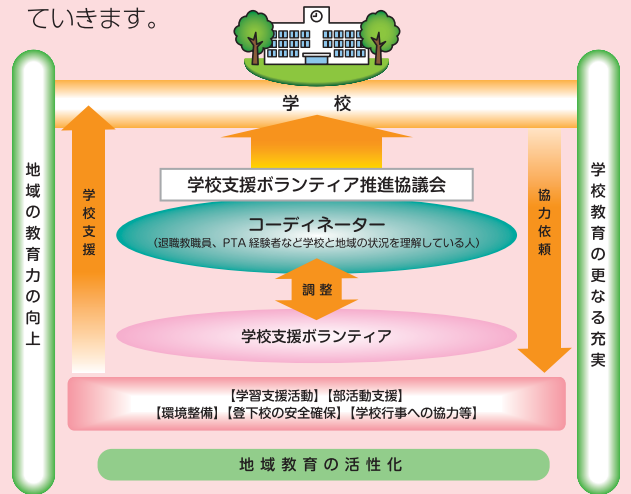 ていきます。
学校
学校支援ボランティア推進協議会
コーディネーター
(退職教職員、PTA 経験者など学校と地域の状況を理解している人)
調整
学校支援ボランティア
学校支援
協力依頼
地域の教育力の向上
学校教育の更なる充実
【学習支援活動】【部活動支援】
【環境整備】【登下校の安全確保】【学校行事への協力等】
地域教育の活性化